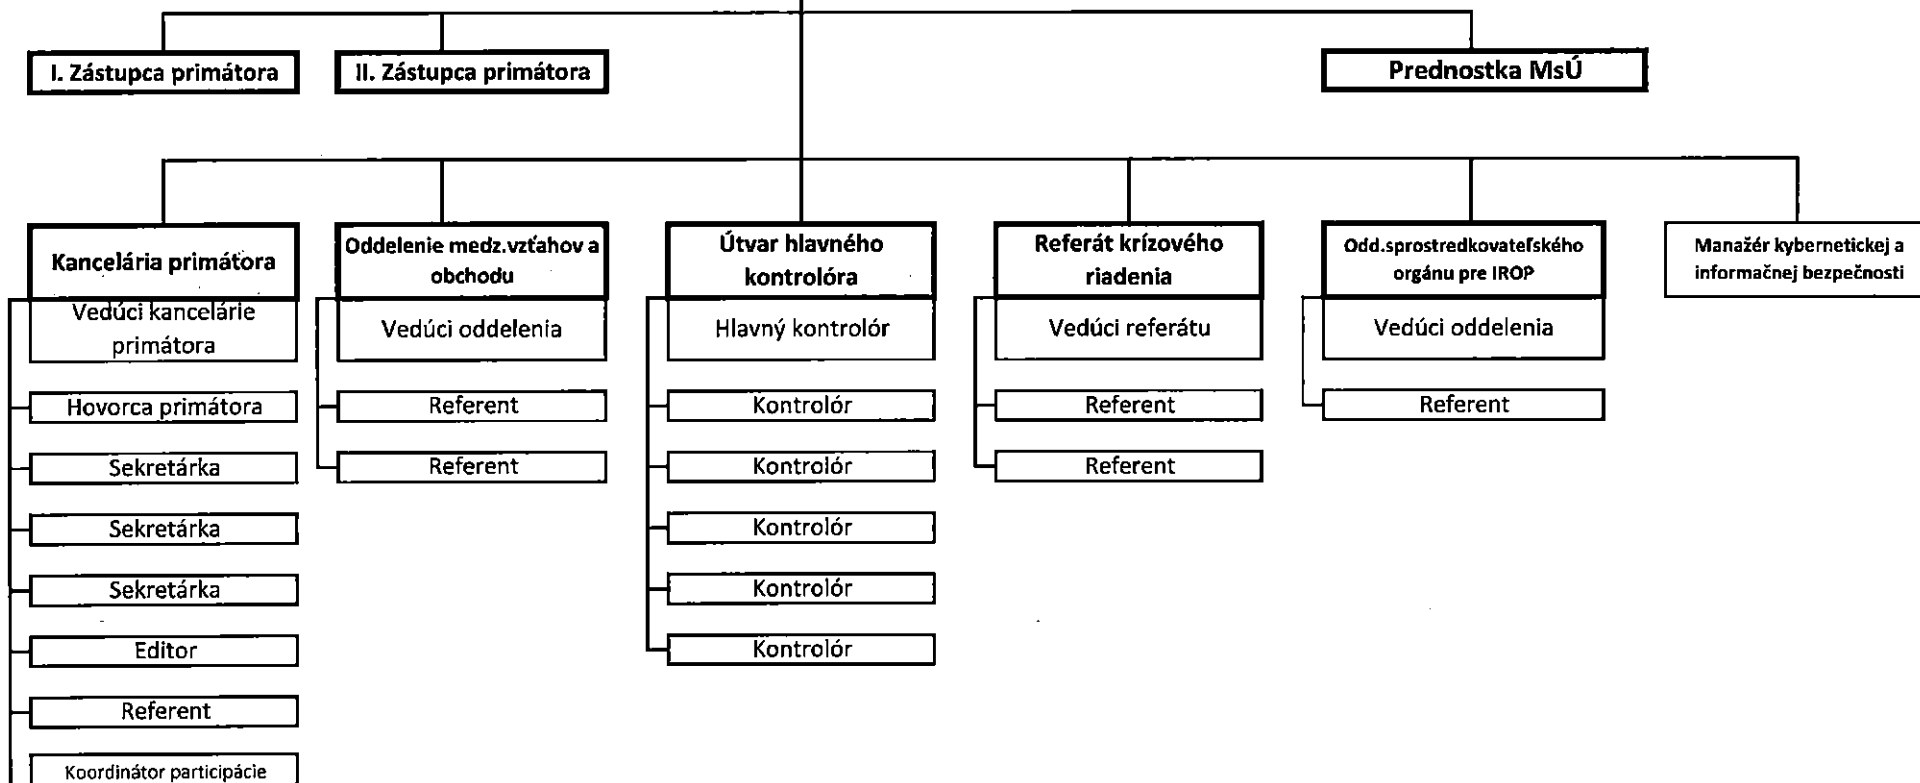 I. Zástupca primátora
II. Zástupca primátora
Prednostka MsÚ
Kancelária primátora
Vedúci kancelárie
primátora
Hovorca primátora
Sekretárka
Sekretárka
Sekretárka
Editor
Referent
Koordinátor participácie
Oddelenie medz.vzťahov a
obchodu
Vedúci oddelenia
Referent
Referent
Útvar hlavného
kontrolóra
Hlavný kontrolór
Kontrolór
Kontrolór
Kontrolór
Kontrolór
Kontrolór
Referát krízového
riadenia
Vedúci referátu
Referent
Referent
Odd.sprostredkovateľského
orgánu pre IROP
Vedúci oddelenia
Referent
Manažér kybernetickej a
informačnej bezpečnosti